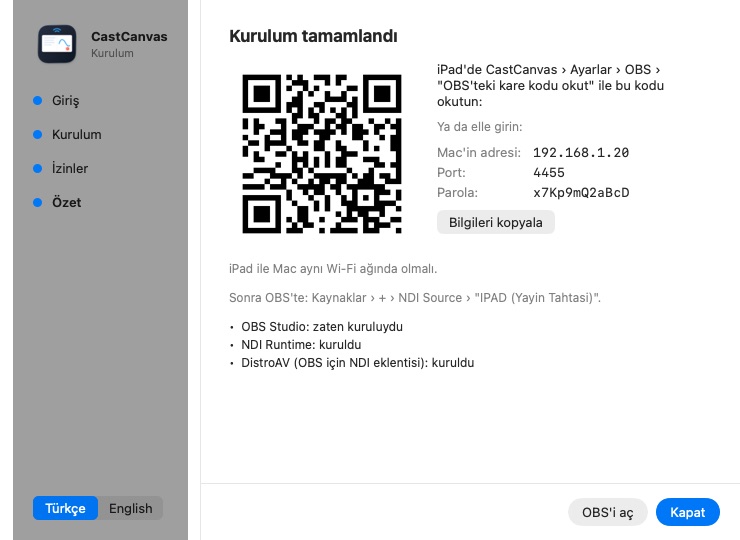 CastCanvas
Kurulum
Giriş
Kurulum
İzinler
Özet
Türkçe
English
Kurulum tamamlandı
iPad'de CastCanvas › Ayarlar › OBS ›
"OBS'teki kare kodu okut" ile bu kodu
okutun:
Ya da elle girin:
Mac'in adresi: 192.168.1.20
Port: 4455
Parola: x7Kp9mQ2aBcD
Bilgileri kopyala
iPad ile Mac aynı Wi-Fi ağında olmalı.
Sonra OBS'te: Kaynaklar › + › NDI Source › "IPAD (Yayin Tahtasi)".
• OBS Studio: zaten kuruluydu
• NDI Runtime: kuruldu
• DistroAV (OBS için NDI eklentisi): kuruldu
OBS'i aç
Kapat